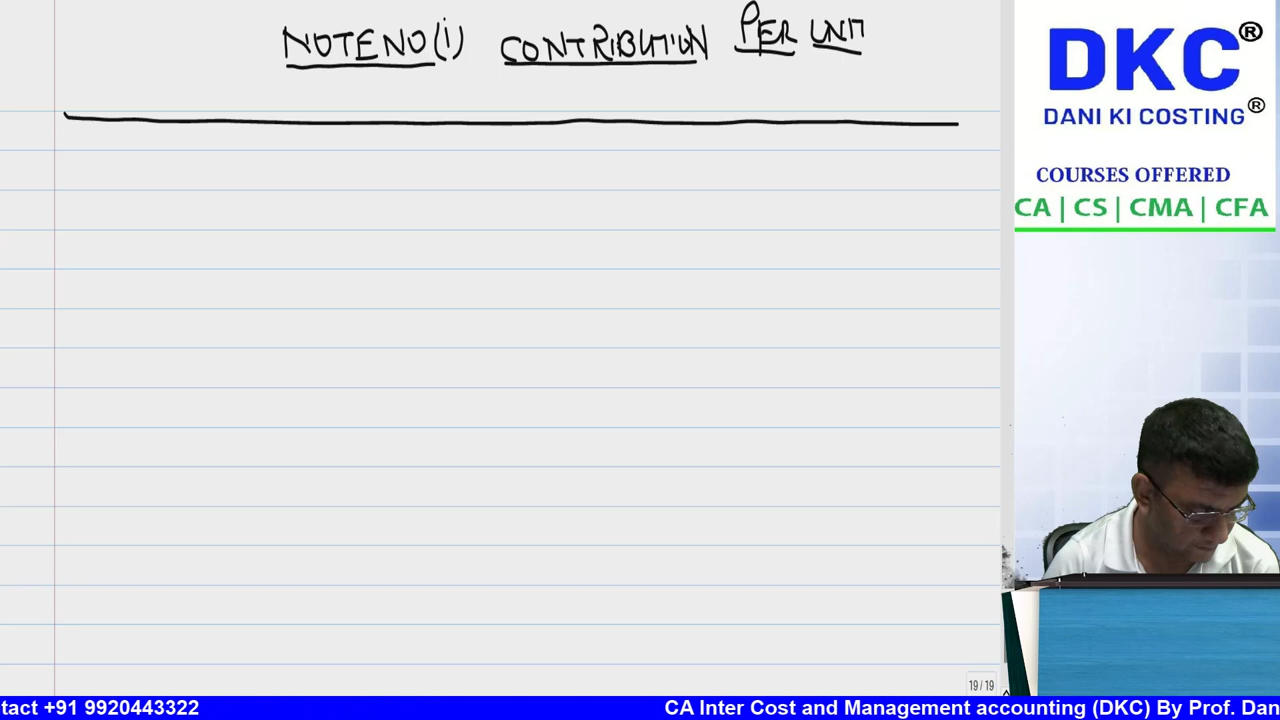 NOTE NO (i) CONTRIBUTION PER UNIT
DKC®
DANI KI COSTING®
COURSES OFFERED
CA | CS | CMA | CFA
19 / 19
tact +91 9920443322 CA Inter Cost and Management accounting (DKC) By Prof. Dan